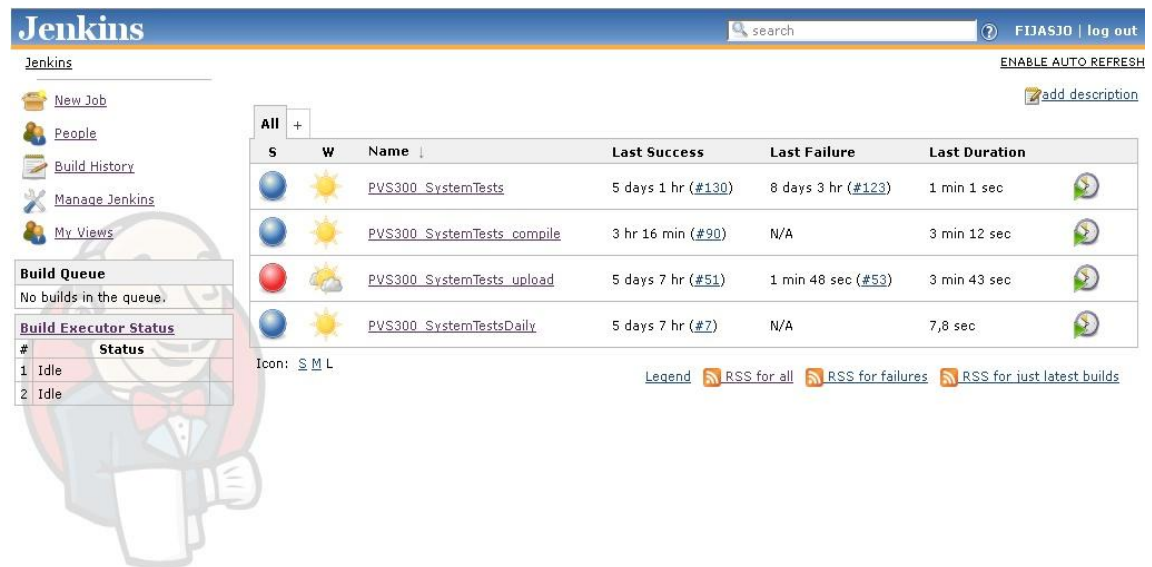 Jenkins
search
FIJASJO | log out
Jenkins
ENABLE AUTO REFRESH
New Job
People
Build History
Manage Jenkins
My Views
Build Queue
No builds in the queue.
Build Executor Status
# Status
1 Idle
2 Idle
add description
All +
S W Name ↓ Last Success Last Failure Last Duration
PVS300_SystemTests 5 days 1 hr (#130) 8 days 3 hr (#123) 1 min 1 sec
PVS300_SystemTests_compile 3 hr 16 min (#90) N/A 3 min 12 sec
PVS300_SystemTests_upload 5 days 7 hr (#51) 1 min 48 sec (#53) 3 min 43 sec
PVS300_SystemTestsDaily 5 days 7 hr (#7) N/A 7,8 sec
Icon: S M L
Legend RSS for all RSS for failures RSS for just latest builds